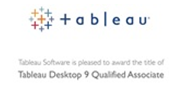 tableau
Tableau Software is pleased to award the title of
Tableau Desktop 9 Qualified Associate